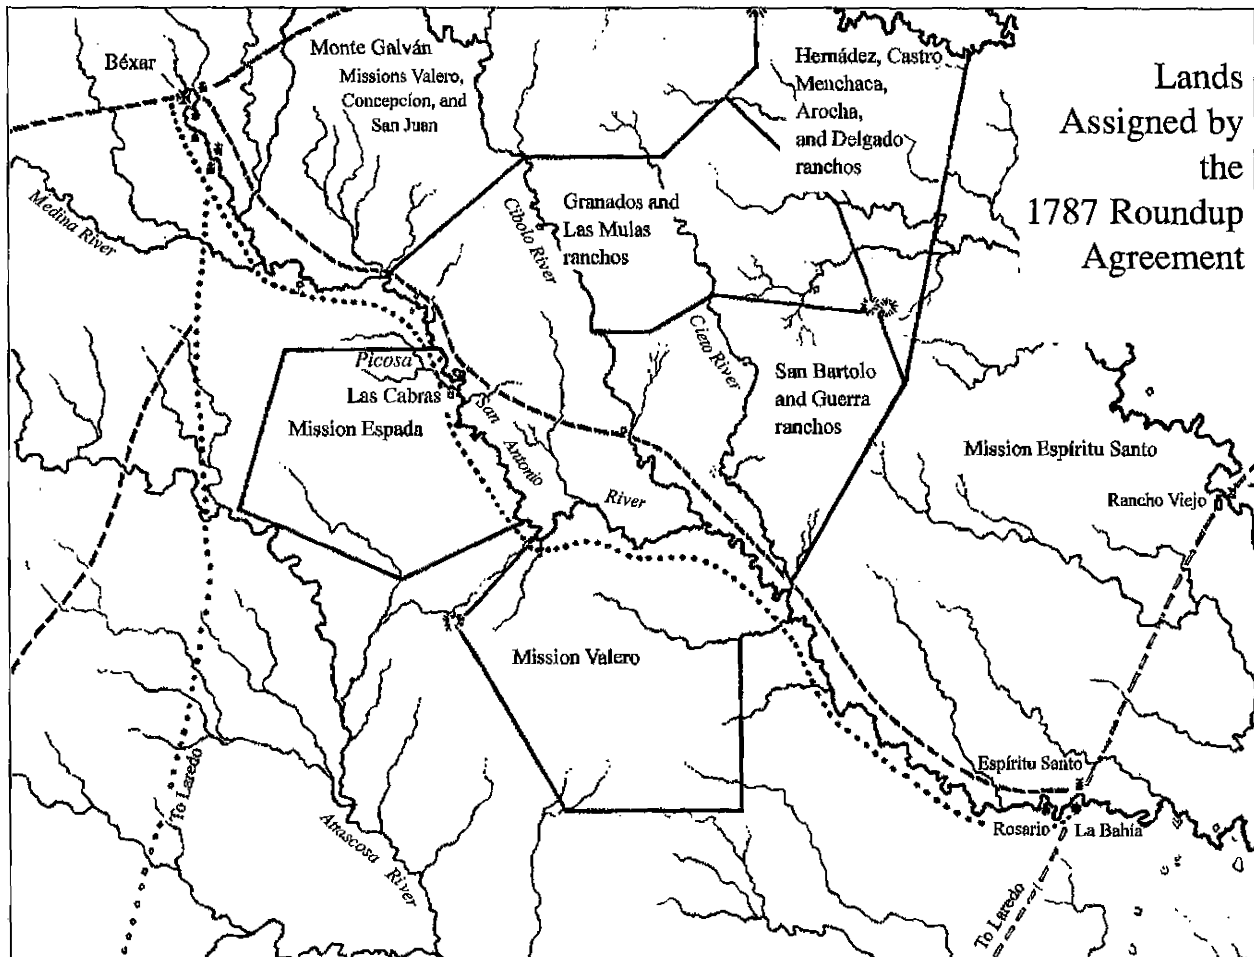 Lands
Assigned by
the
1787 Roundup
Agreement
Béxar
Monte Galván
Missions Valero,
Concepcíon, and
San Juan
Hernádez, Castro
Menchaca,
Arocha,
and Delgado
ranchos
Medina River
Cibolo River
Granados and
Las Mulas
ranchos
Cieto River
San Bartolo
and Guerra
ranchos
Picosa
Las Cabras
Mission Espada
San
Antonio
River
Mission Espíritu Santo
Rancho Viejo
Mission Valero
To Laredo
Atascosa
River
Espíritu Santo
Rosario
La Bahía
To Laredo